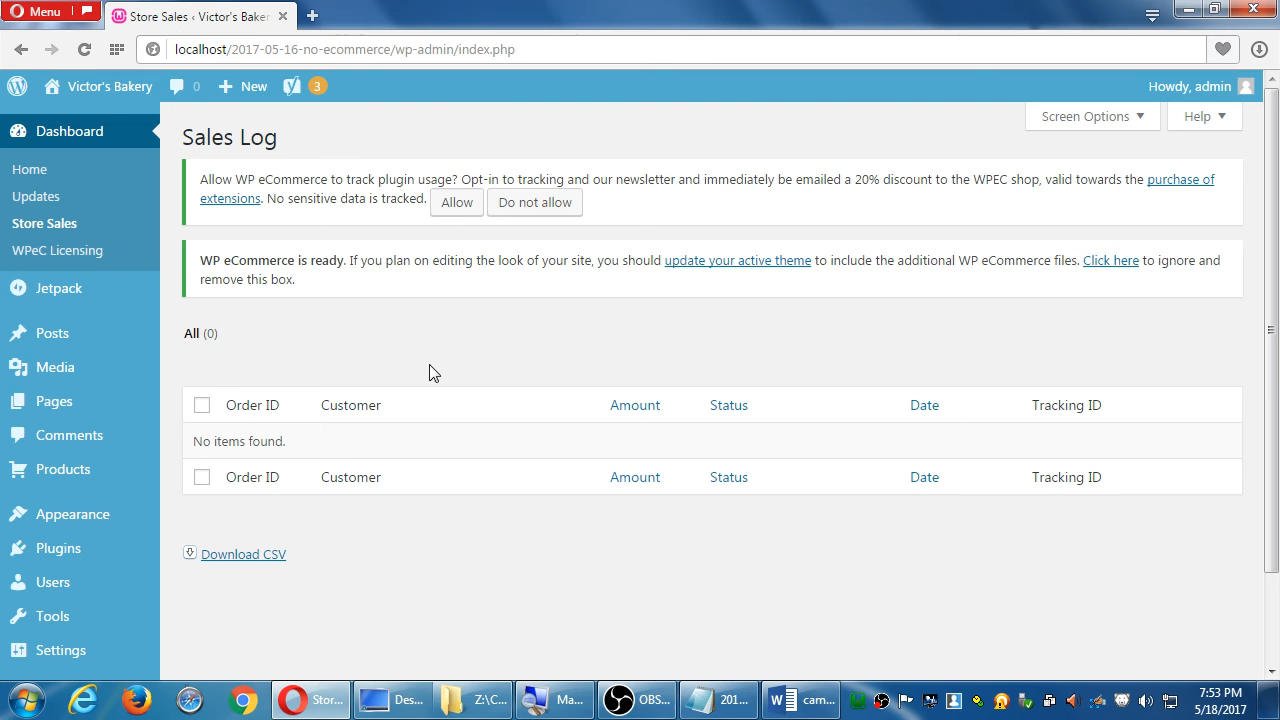 Menu
Store Sales ‹ Victor's Baker
localhost/2017-05-16-no-ecommerce/wp-admin/index.php
Victor's Bakery
0
New
3
Howdy, admin
Dashboard
Home
Updates
Store Sales
WPeC Licensing
Jetpack
Posts
Media
Pages
Comments
Products
Appearance
Plugins
Users
Tools
Settings
Screen Options
Help
Sales Log
Allow WP eCommerce to track plugin usage? Opt-in to tracking and our newsletter and immediately be emailed a 20% discount to the WPEC shop, valid towards the purchase of
extensions. No sensitive data is tracked. Allow Do not allow
WP eCommerce is ready. If you plan on editing the look of your site, you should update your active theme to include the additional WP eCommerce files. Click here to ignore and
remove this box.
All (0)
Order ID Customer Amount Status Date Tracking ID
No items found.
Order ID Customer Amount Status Date Tracking ID
Download CSV
Stor... Des... Z:\C... Ma... OBS... 201... cam...
7:53 PM
5/18/2017